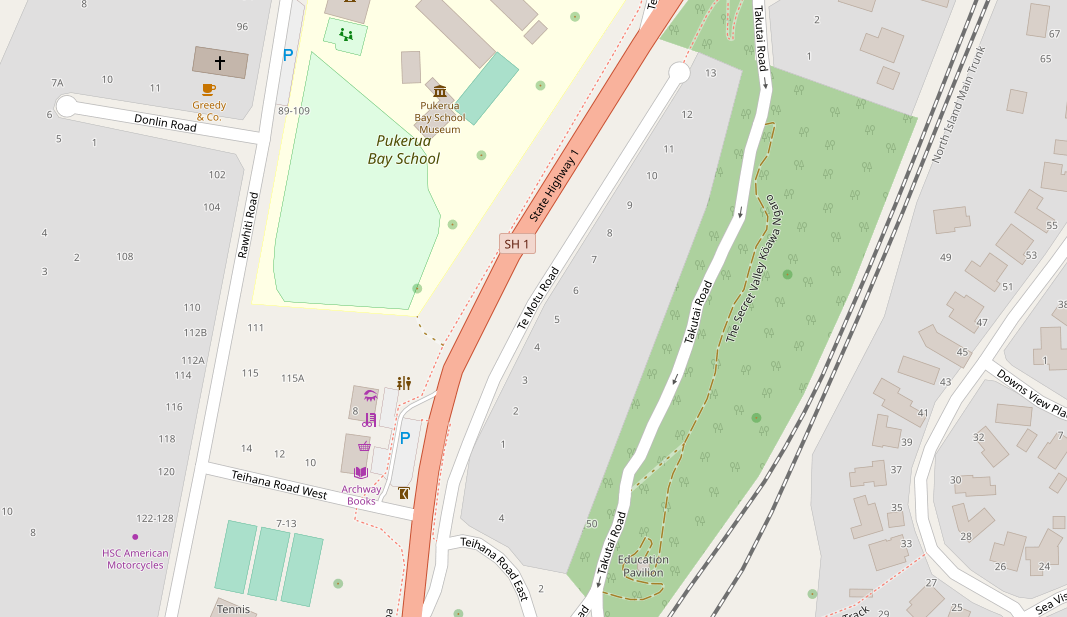 8
96
2
67
65
1
Takutai Road
Te
13
7A
10
11
Greedy
& Co.
89-109
Pukerua
Bay School
Museum
12
6
5
1
Donlin Road
Pukerua
Bay School
State Highway 1
North Island Main Trunk
11
102
10
104
9
Rawhiti Road
SH 1
8
4
3
2
108
7
The Secret Valley Kōawa Ngaro
55
49
53
51
Te Motu Road
6
Takutai Road
110
111
112B
5
47
38
4
45
112A
114
115
115A
3
43
1
Downs View Pla
116
8
2
41
118
14
12
10
1
39
32
7
120
Teihana Road West
Archway
Books
37
30
10
8
122-128
7-13
4
50
Takutai Road
35
33
28
HSC American
Motorcycles
Teihana Road East
Education
Pavilion
26
24
2
27
25
29
Track
Sea Vis
Tennis
oa
ad